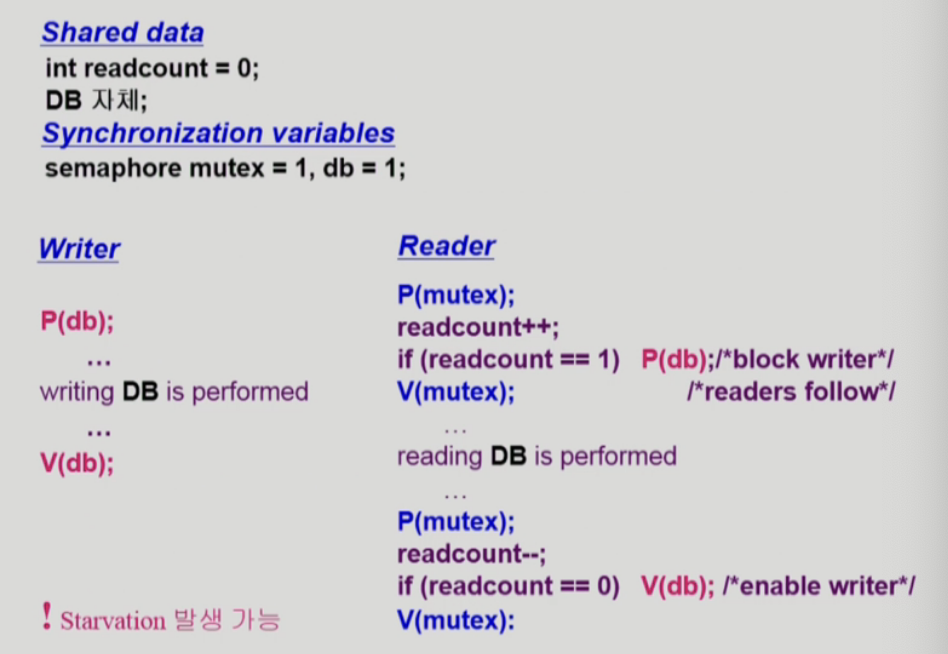 Shared data
int readcount = 0;
DB 자체;
Synchronization variables
semaphore mutex = 1, db = 1;
Writer
P(db);
...
writing DB is performed
...
V(db);
! Starvation 발생 가능
Reader
P(mutex);
readcount++;
if (readcount == 1) P(db);/*block writer*/
V(mutex); /*readers follow*/
...
reading DB is performed
...
P(mutex);
readcount--;
if (readcount == 0) V(db); /*enable writer*/
V(mutex):